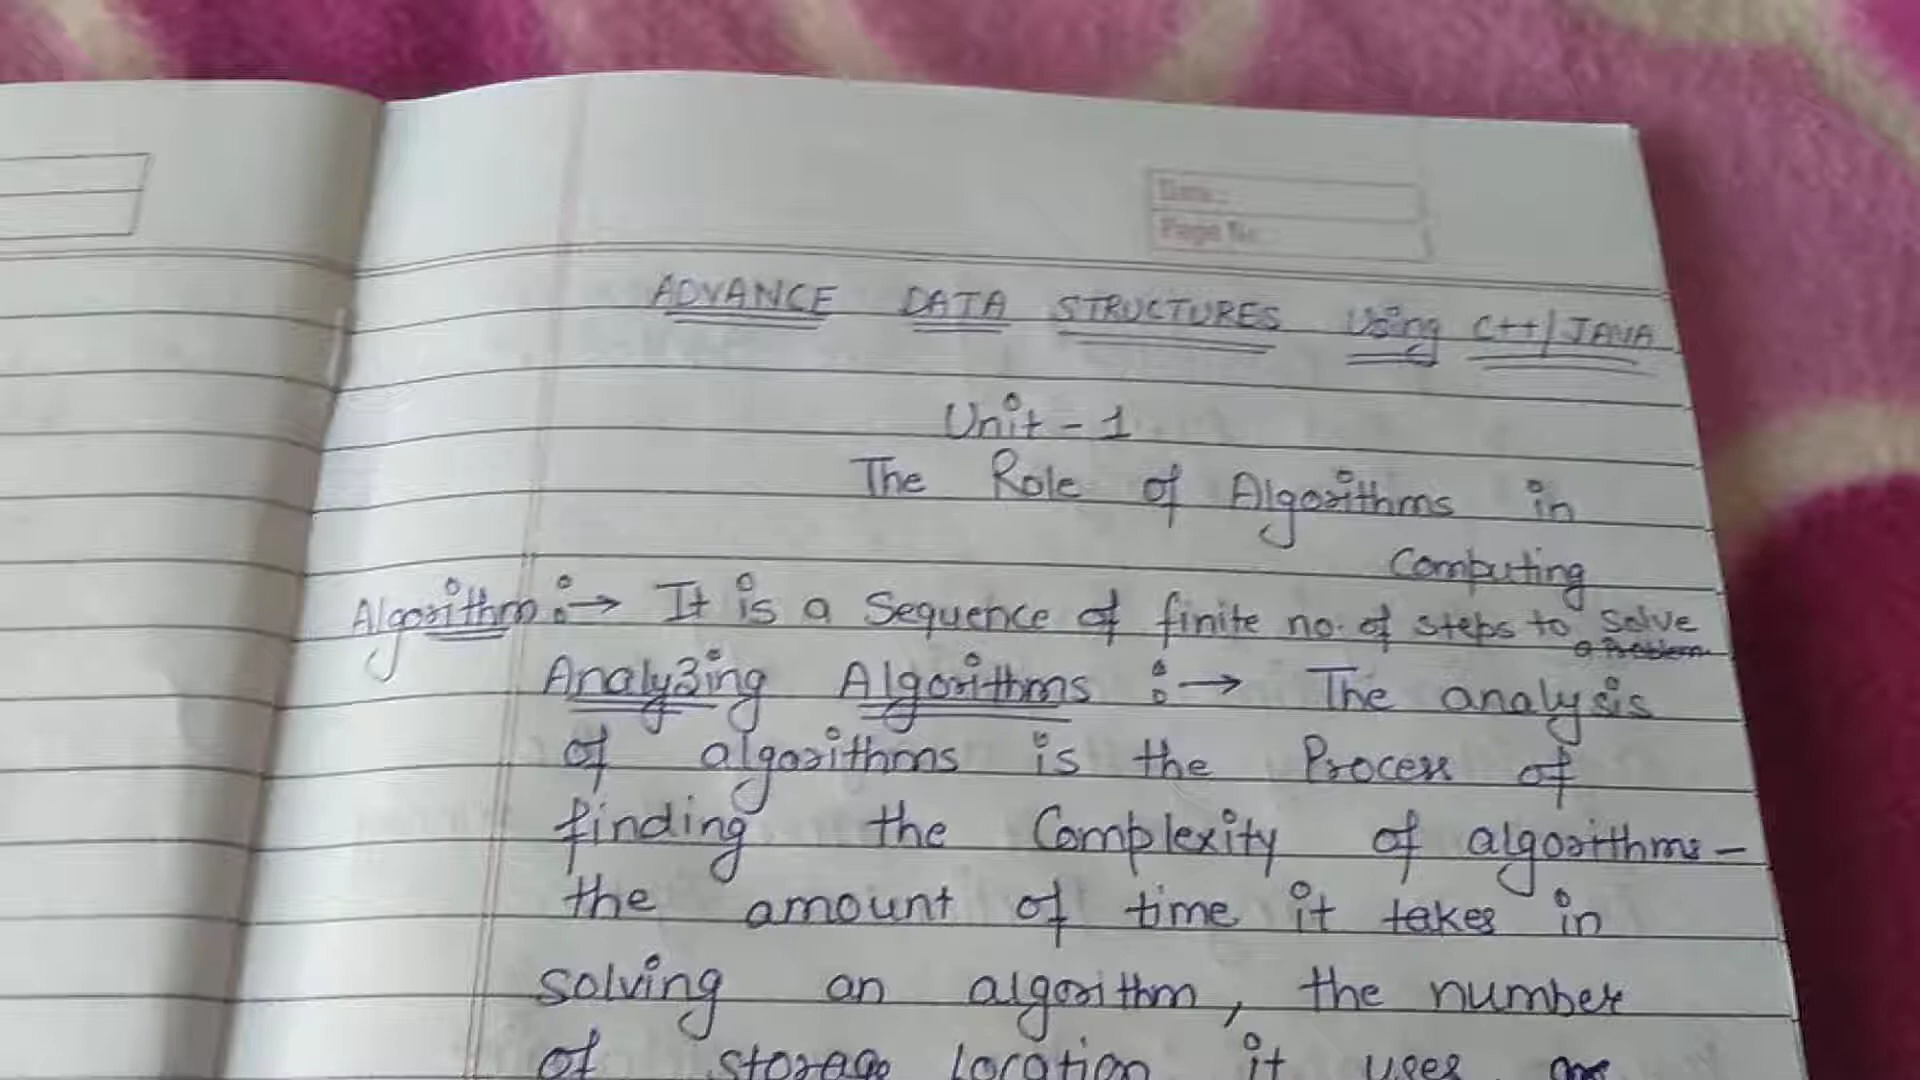 Date:
Page No.:
ADVANCE DATA STRUCTURES Using C++/JAVA
Unit - 1
The Role of Algorithms in
Computing
Algorithm :→ It is a Sequence of finite no. of steps to solve
a Problem
Analyzing Algorithms :→ The analysis
of algorithms is the Process of
finding the Complexity of algorithms -
the amount of time it takes in
solving an algorithm, the number
of storage location it uses